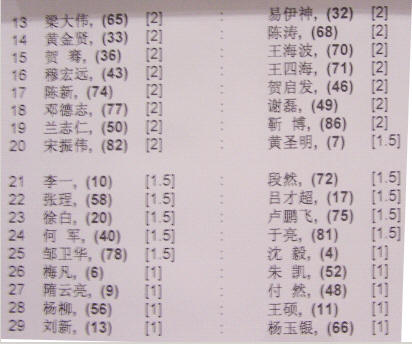 13 梁大伟, (65) [2] : 易伊神, (32) [2]
14 黄金贤, (33) [2] : 陈涛, (68) [2]
15 贺 骞, (36) [2] : 王海波, (70) [2]
16 穆宏远, (43) [2] : 王四海, (71) [2]
17 陈新, (74) [2] : 贺启发, (46) [2]
18 邓德志, (77) [2] : 谢磊, (49) [2]
19 兰志仁, (50) [2] : 靳 博, (86) [2]
20 宋振伟, (82) [2] : 黄圣明, (7) [1.5]
21 李一, (10) [1.5] : 段然, (72) [1.5]
22 张理, (58) [1.5] : 吕才超, (17) [1.5]
23 徐白, (20) [1.5] : 卢鹏飞, (75) [1.5]
24 何 军, (40) [1.5] : 于亮, (81) [1.5]
25 邹卫华, (78) [1.5] : 沈 毅, (4) [1]
26 梅凡, (6) [1] : 朱 凯, (52) [1]
27 隋云亮, (9) [1] : 付 然, (48) [1]
28 杨柳, (56) [1] : 王硕, (11) [1]
29 刘新, (13) [1] : 杨玉银, (66) [1]